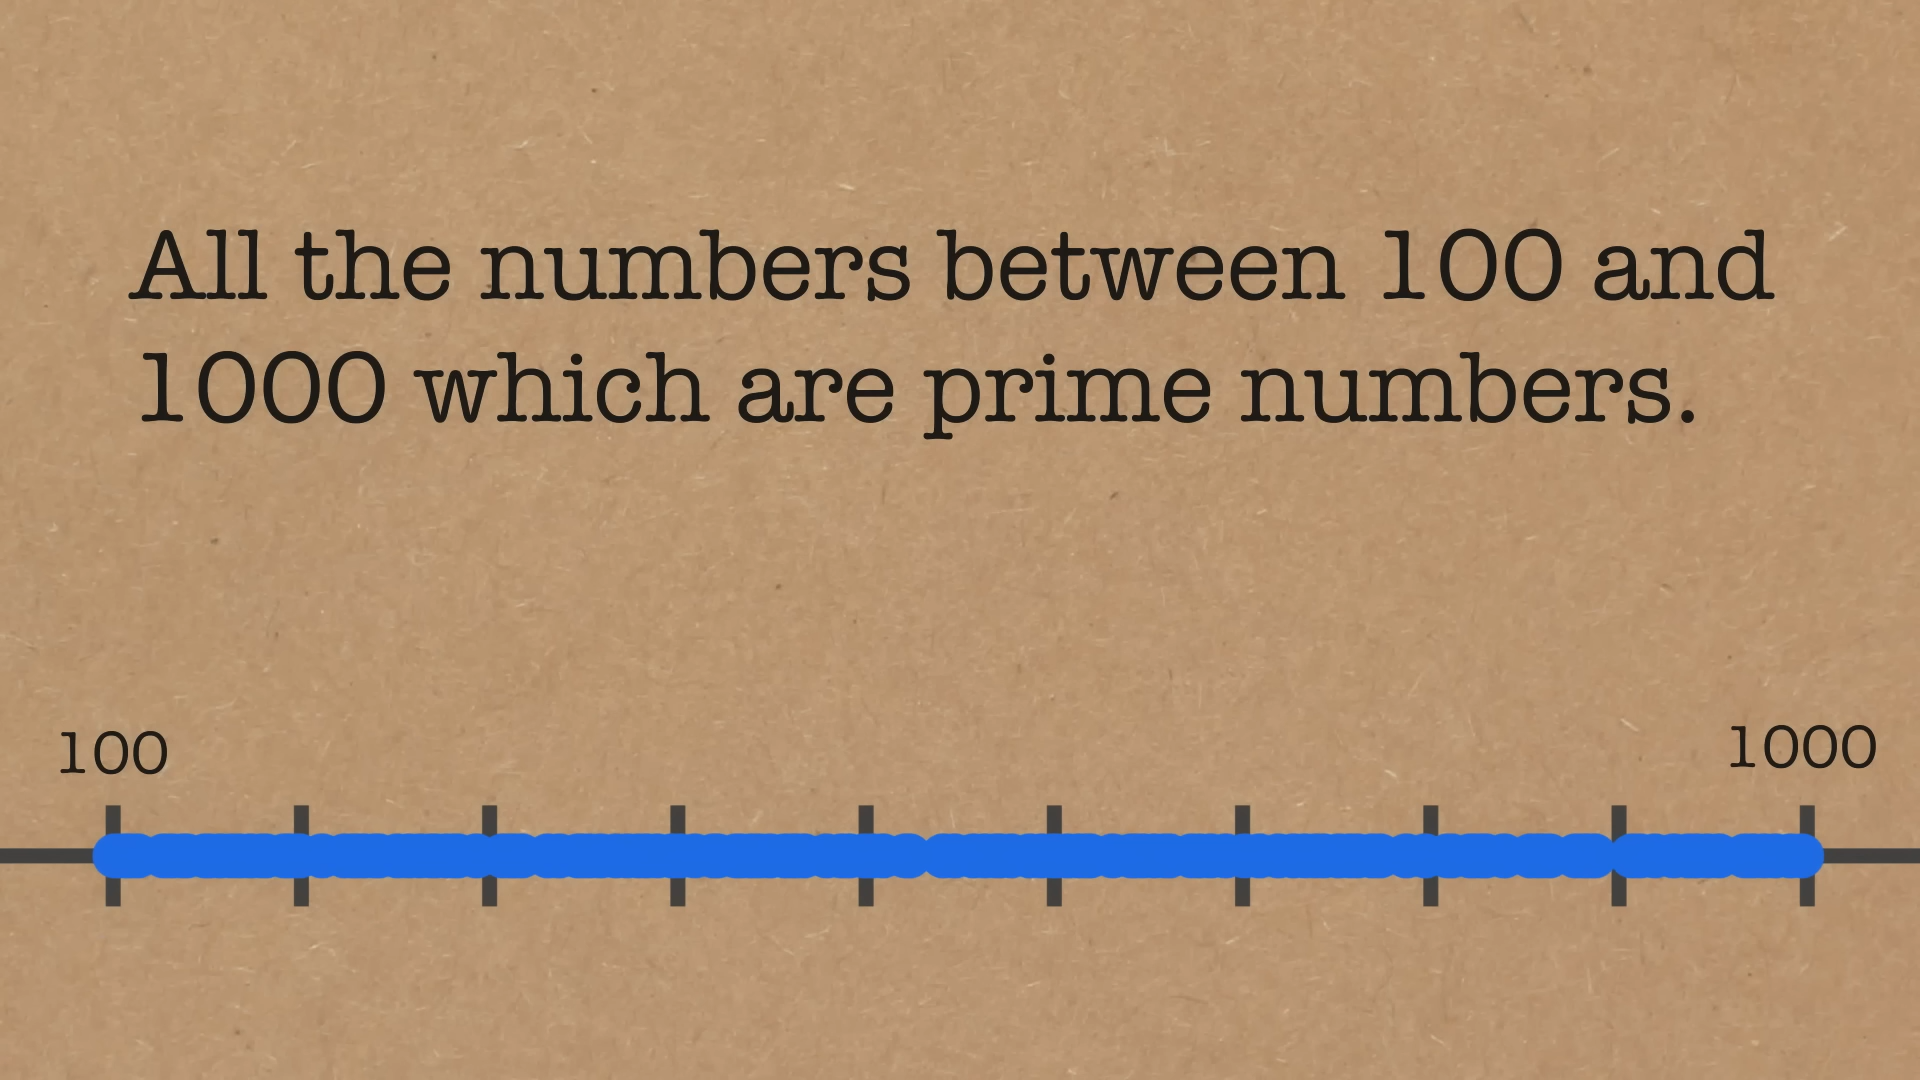 All the numbers between 100 and
1000 which are prime numbers.
100
1000